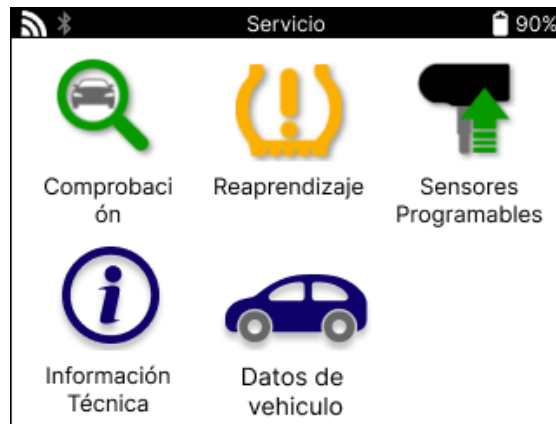 Servicio 90%
Comprobaci
ón
Reaprendizaje
Sensores
Programables
Información
Técnica
Datos de
vehiculo